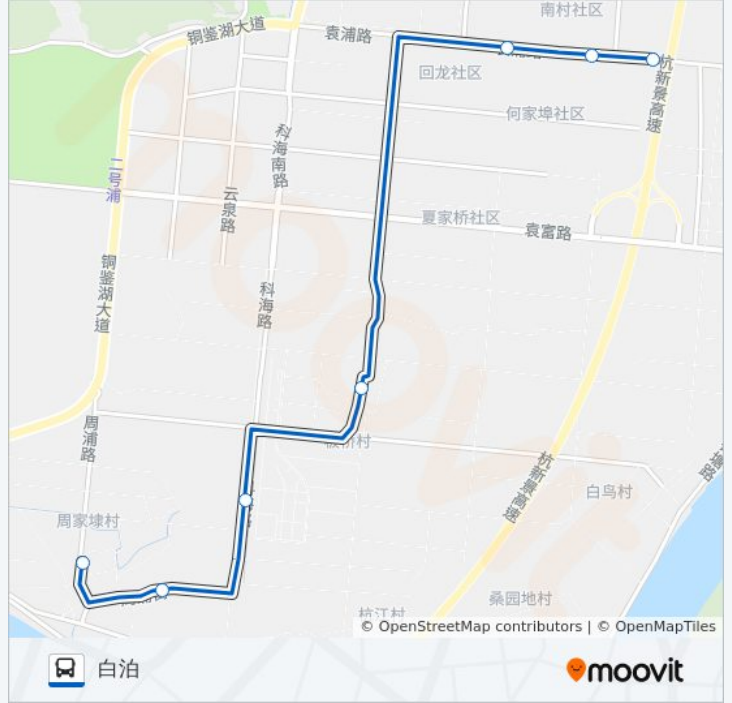 南村社区
铜鉴湖大道
袁浦路
回龙社区
杭新景高速
何家埠社区
科海南路
二号浦
云泉路
夏家桥社区
袁富路
铜鉴湖大道
科海路
周浦路
杭新景高速
白鸟村
周家埭村
桑园地村
杭江村
© OpenStreetMap contributors | © OpenMapTiles
白泊
moovit